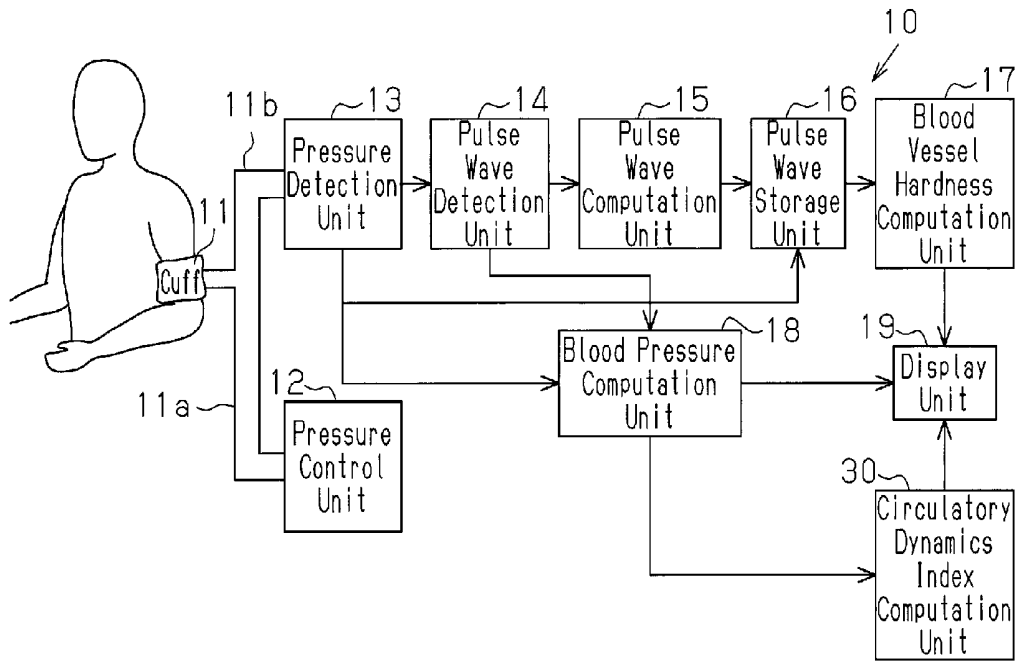 10
11b
13
Pressure
Detection
Unit
14
Pulse
Wave
Detection
Unit
15
Pulse
Wave
Computation
Unit
16
Pulse
Wave
Storage
Unit
17
Blood
Vessel
Hardness
Computation
Unit
11
Cuff
18
Blood Pressure
Computation
Unit
19
Display
Unit
11a
12
Pressure
Control
Unit
30
Circulatory
Dynamics
Index
Computation
Unit